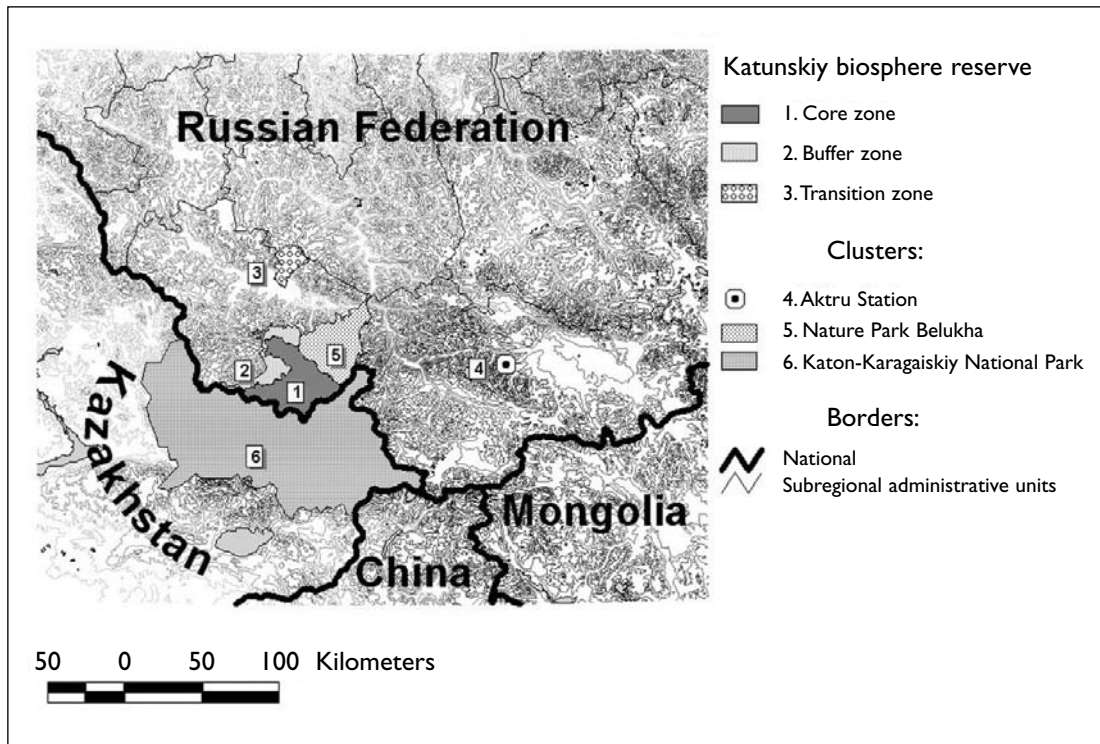 Russian Federation
Kazakhstan
China
Mongolia
3
2
5
1
4
6
Katunskiy biosphere reserve
1. Core zone
2. Buffer zone
3. Transition zone
Clusters:
4. Aktru Station
5. Nature Park Belukha
6. Katon-Karagaiskiy National Park
Borders:
National
Subregional administrative units
50 0 50 100 Kilometers